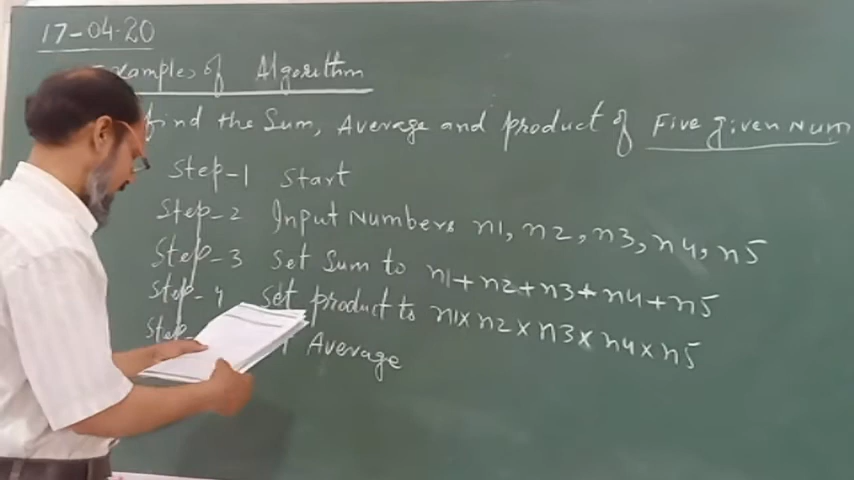 17-04-20
Examples of Algorithm
find the Sum, Average and product of Five given Num
Step-1 Start
Step-2 Input Numbers n1, n2, n3, n4, n5
Step-3 Set Sum to n1+n2+n3+n4+n5
Step-4 Set product to n1×n2×n3×n4×n5
Step- Average